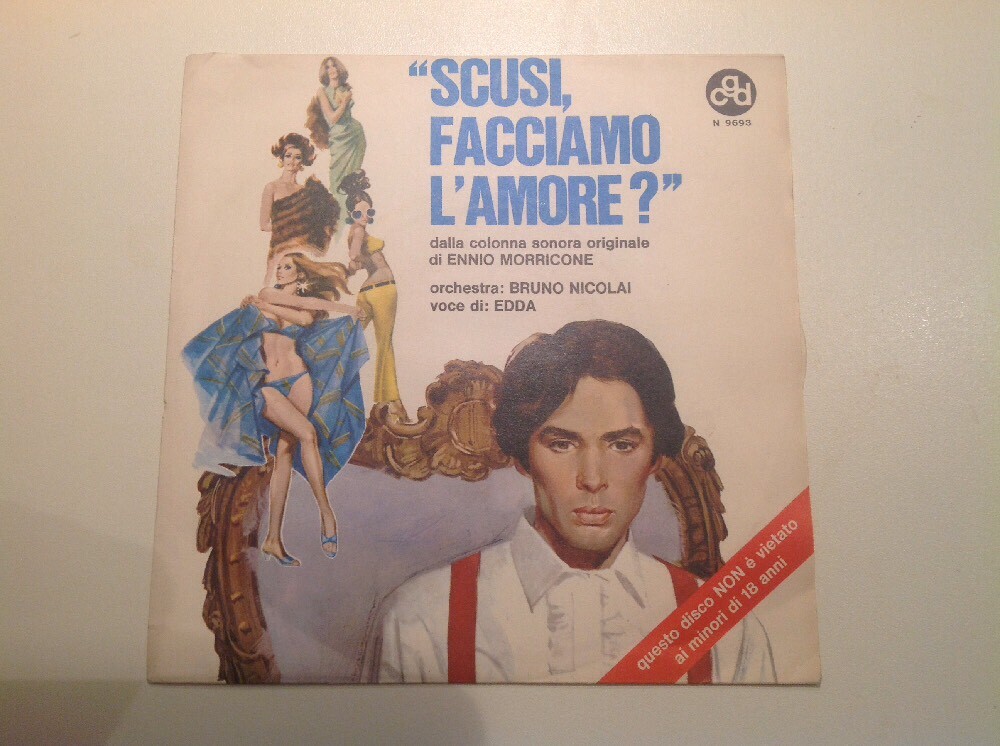 "SCUSI,
FACCIAMO
L'AMORE?"
dalla colonna sonora originale
di ENNIO MORRICONE
orchestra: BRUNO NICOLAI
voce di: EDDA
cgd
N 9693
questo disco NON è vietato
ai minori di 18 anni